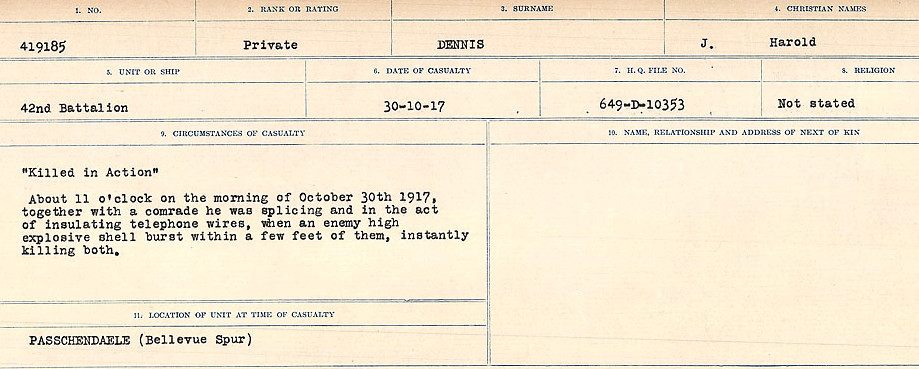 1. NO. 2. RANK OR RATING 3. SURNAME 4. CHRISTIAN NAMES
419185 Private DENNIS J. Harold
5. UNIT OR SHIP 6. DATE OF CASUALTY 7. H. Q. FILE NO. 8. RELIGION
42nd Battalion 30-10-17 649-D-10353 Not stated
9. CIRCUMSTANCES OF CASUALTY 10. NAME, RELATIONSHIP AND ADDRESS OF NEXT OF KIN
"Killed in Action"
About 11 o'clock on the morning of October 30th 1917,
together with a comrade he was splicing and in the act
of insulating telephone wires, when an enemy high
explosive shell burst within a few feet of them, instantly
killing both.
11. LOCATION OF UNIT AT TIME OF CASUALTY
PASSCHENDAELE (Bellevue Spur)